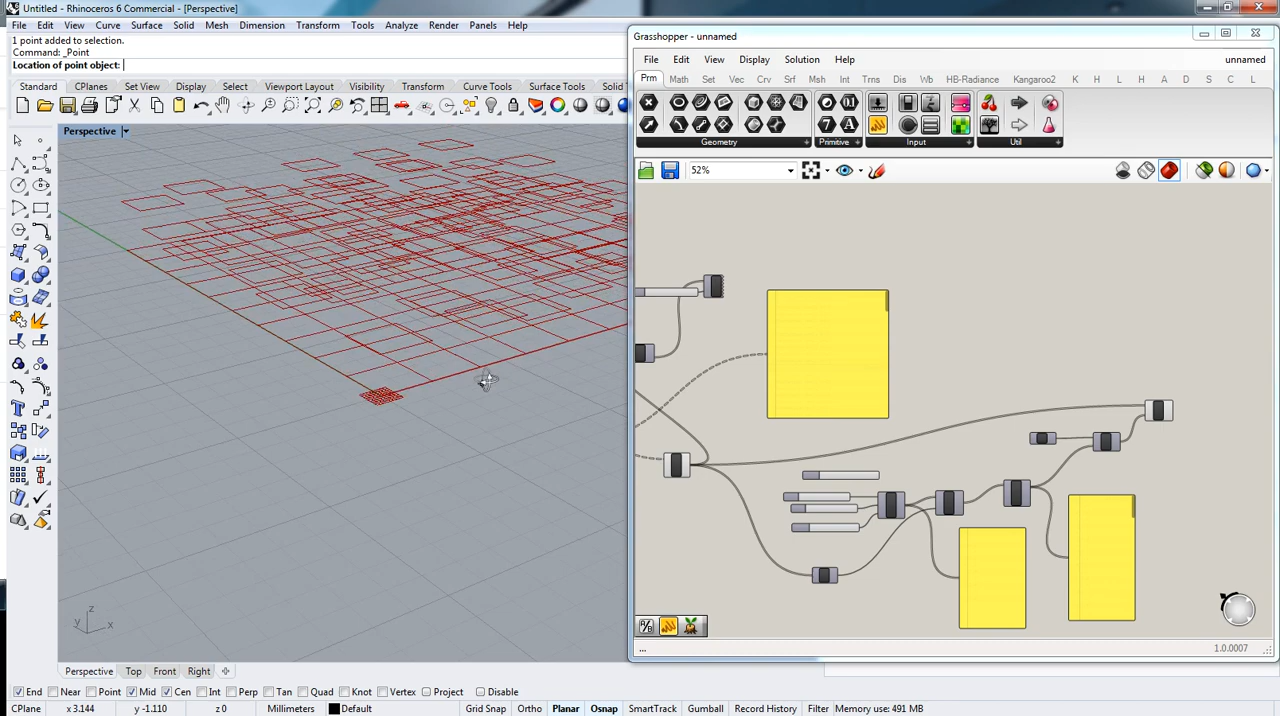 Untitled - Rhinoceros 6 Commercial - [Perspective]
File Edit View Curve Surface Solid Mesh Dimension Transform Tools Analyze Render Panels Help
1 point added to selection.
Command: _Point
Location of point object:
Standard CPlanes Set View Display Select Viewport Layout Visibility Transform Curve Tools Surface Tools Solid T
Perspective
z
y x
Perspective Top Front Right
End Near Point Mid Cen Int Perp Tan Quad Knot Vertex Project Disable
CPlane x 3.144 y -1.110 z 0 Millimeters Default Grid Snap Ortho Planar Osnap SmartTrack Gumball Record History Filter Memory use: 491 MB
Grasshopper - unnamed
File Edit View Display Solution Help unnamed
Prm Math Set Vec Crv Srf Msh Int Trns Dis Wb HB-Radiance Kangaroo2 K H L H A D S C L
Geometry Primitive Input Util
52%
...
1.0.0007